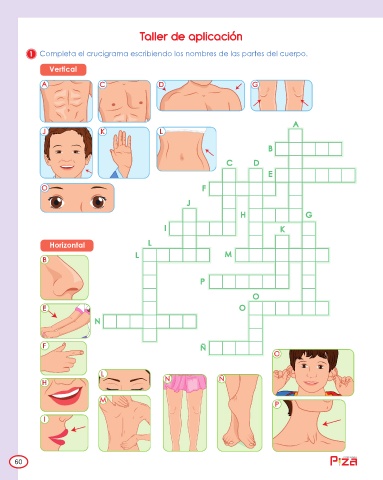 Taller de aplicación
1 Completa el crucigrama escribiendo los nombres de las partes del cuerpo.
Vertical
A C D G
J K L
O
A
B
C D
E
F
J
H G
I K
L
L M
P
O
O
N
Ñ
Horizontal
B
E
F
H
I
L
M
N Ñ
O
P
60
Piza